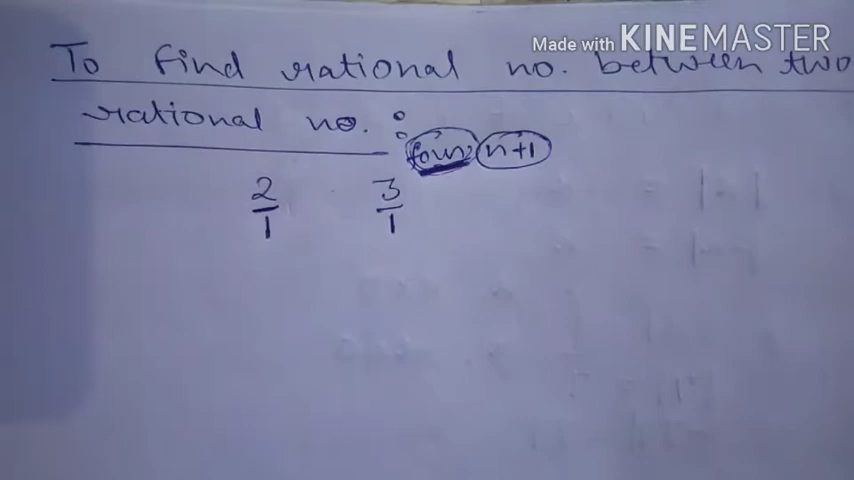 Made with KINEMASTER
To find rational no. between two
rational no. :
four, n+1
2/1 3/1